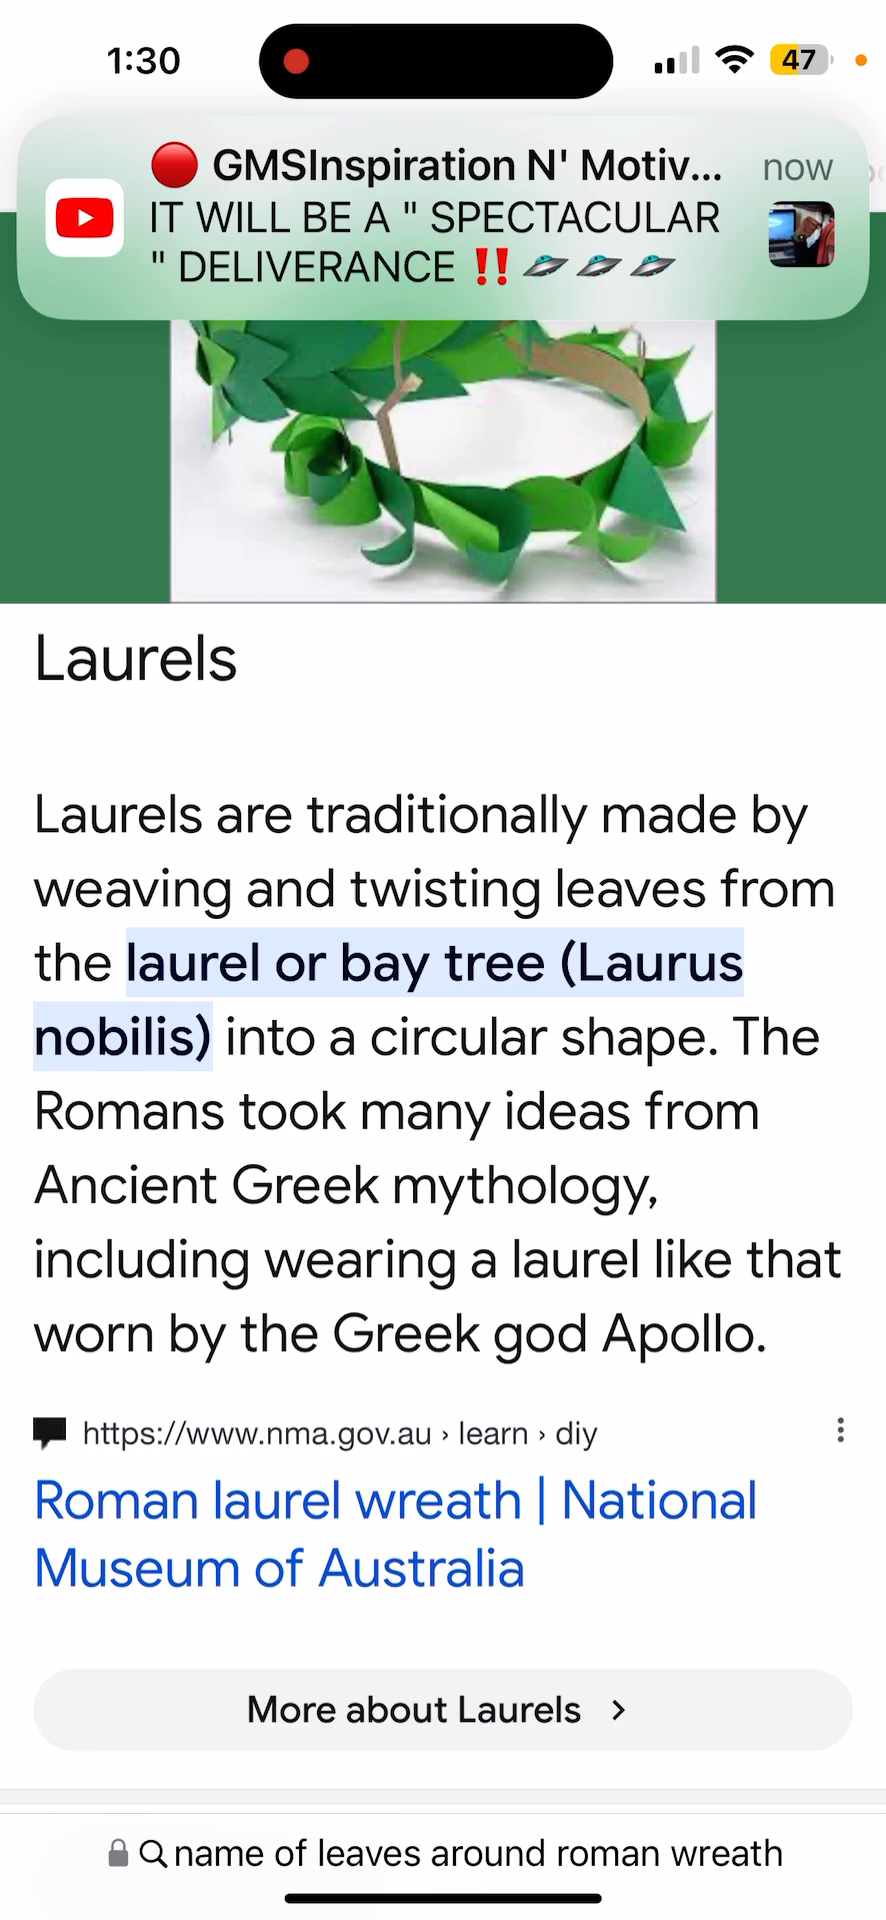 1:30
47
🔴 GMSInspiration N' Motiv... now
IT WILL BE A " SPECTACULAR
" DELIVERANCE ‼️🛸🛸🛸
Laurels
Laurels are traditionally made by
weaving and twisting leaves from
the laurel or bay tree (Laurus
nobilis) into a circular shape. The
Romans took many ideas from
Ancient Greek mythology,
including wearing a laurel like that
worn by the Greek god Apollo.
https://www.nma.gov.au › learn › diy
Roman laurel wreath | National
Museum of Australia
More about Laurels >
name of leaves around roman wreath